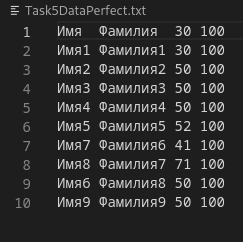 Task5DataPerfect.txt
1 Имя Фамилия 30 100
2 Имя1 Фамилия1 30 100
3 Имя2 Фамилия2 50 100
4 Имя3 Фамилия3 50 100
5 Имя4 Фамилия4 50 100
6 Имя5 Фамилия5 52 100
7 Имя7 Фамилия6 41 100
8 Имя8 Фамилия7 71 100
9 Имя6 Фамилия8 50 100
10 Имя9 Фамилия9 50 100